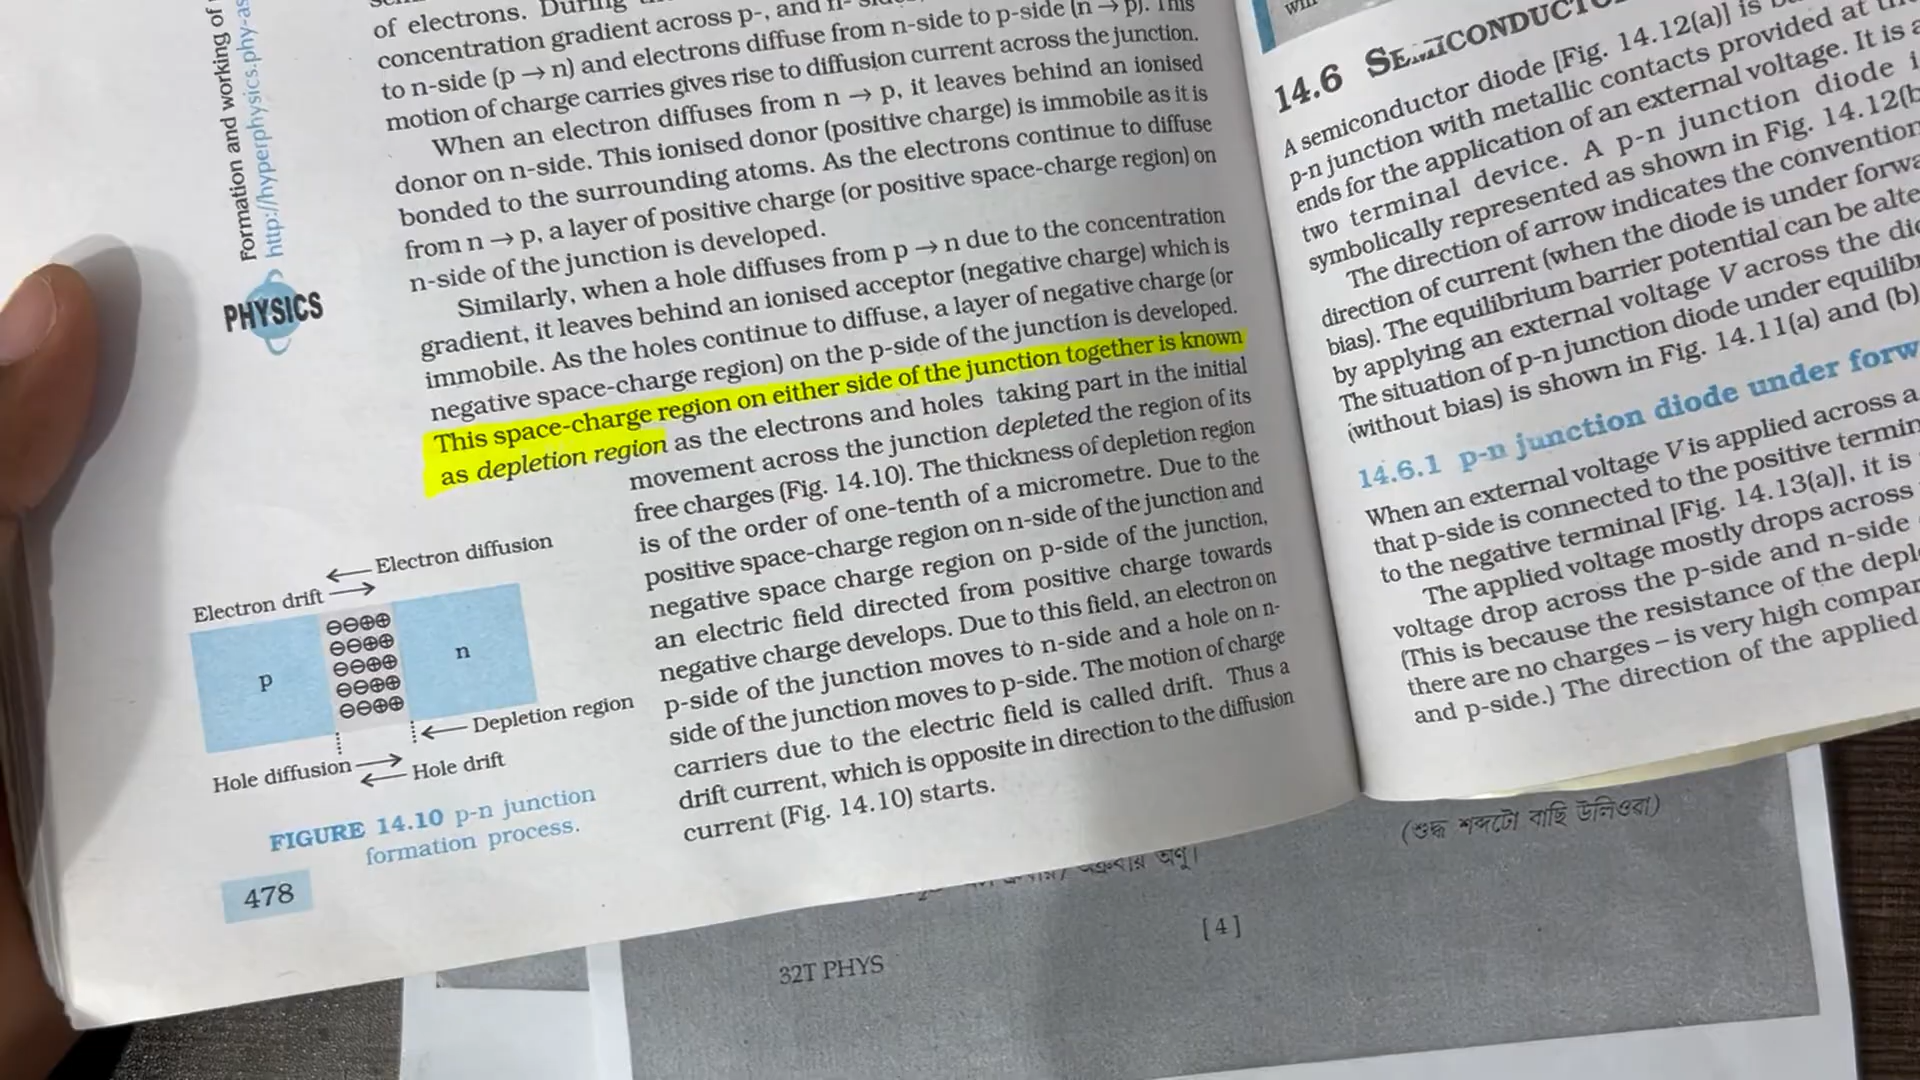 Formation and working of
http://hyperphysics.phy-as
PHYSICS
of electrons. During
concentration gradient across p-, and n-
to n-side (p → n) and electrons diffuse from n-side to p-side (n → p). This
motion of charge carries gives rise to diffusion current across the junction.
When an electron diffuses from n → p, it leaves behind an ionised
donor on n-side. This ionised donor (positive charge) is immobile as it is
bonded to the surrounding atoms. As the electrons continue to diffuse
from n → p, a layer of positive charge (or positive space-charge region) on
n-side of the junction is developed.
Similarly, when a hole diffuses from p → n due to the concentration
gradient, it leaves behind an ionised acceptor (negative charge) which is
immobile. As the holes continue to diffuse, a layer of negative charge (or
negative space-charge region) on the p-side of the junction is developed.
This space-charge region on either side of the junction together is known
as depletion region as the electrons and holes taking part in the initial
movement across the junction depleted the region of its
free charges (Fig. 14.10). The thickness of depletion region
is of the order of one-tenth of a micrometre. Due to the
positive space-charge region on n-side of the junction and
negative space charge region on p-side of the junction,
an electric field directed from positive charge towards
negative charge develops. Due to this field, an electron on
p-side of the junction moves to n-side and a hole on n-
side of the junction moves to p-side. The motion of charge
carriers due to the electric field is called drift. Thus a
drift current, which is opposite in direction to the diffusion
current (Fig. 14.10) starts.
Electron diffusion
Electron drift
⊖⊖⊕⊕
⊖⊖⊕⊕
p ⊖⊖⊕⊕ n
⊖⊖⊕⊕
⊖⊖⊕⊕
Depletion region
Hole diffusion
Hole drift
FIGURE 14.10 p-n junction
formation process.
478
14.6
A semiconductor diode [Fig. 14.12(a)] is
p-n junction with metallic contacts provided at
ends for the application of an external voltage. It is a
two terminal device. A p-n junction diode
symbolically represented as shown in Fig. 14.12(b
The direction of arrow indicates the convention
direction of current (when the diode is under forwa
bias). The equilibrium barrier potential can be alte
by applying an external voltage V across the dio
The situation of p-n junction diode under equilibr
(without bias) is shown in Fig. 14.11(a) and (b)
14.6.1 p-n junction diode under forw
When an external voltage V is applied across a
that p-side is connected to the positive termin
to the negative terminal [Fig. 14.13(a)], it is
The applied voltage mostly drops across
voltage drop across the p-side and n-side
(This is because the resistance of the deple
there are no charges – is very high compar
and p-side.) The direction of the applied
(শুদ্ধ শব্দটো বাছি উলিওৱা)
[4]
32T PHYS